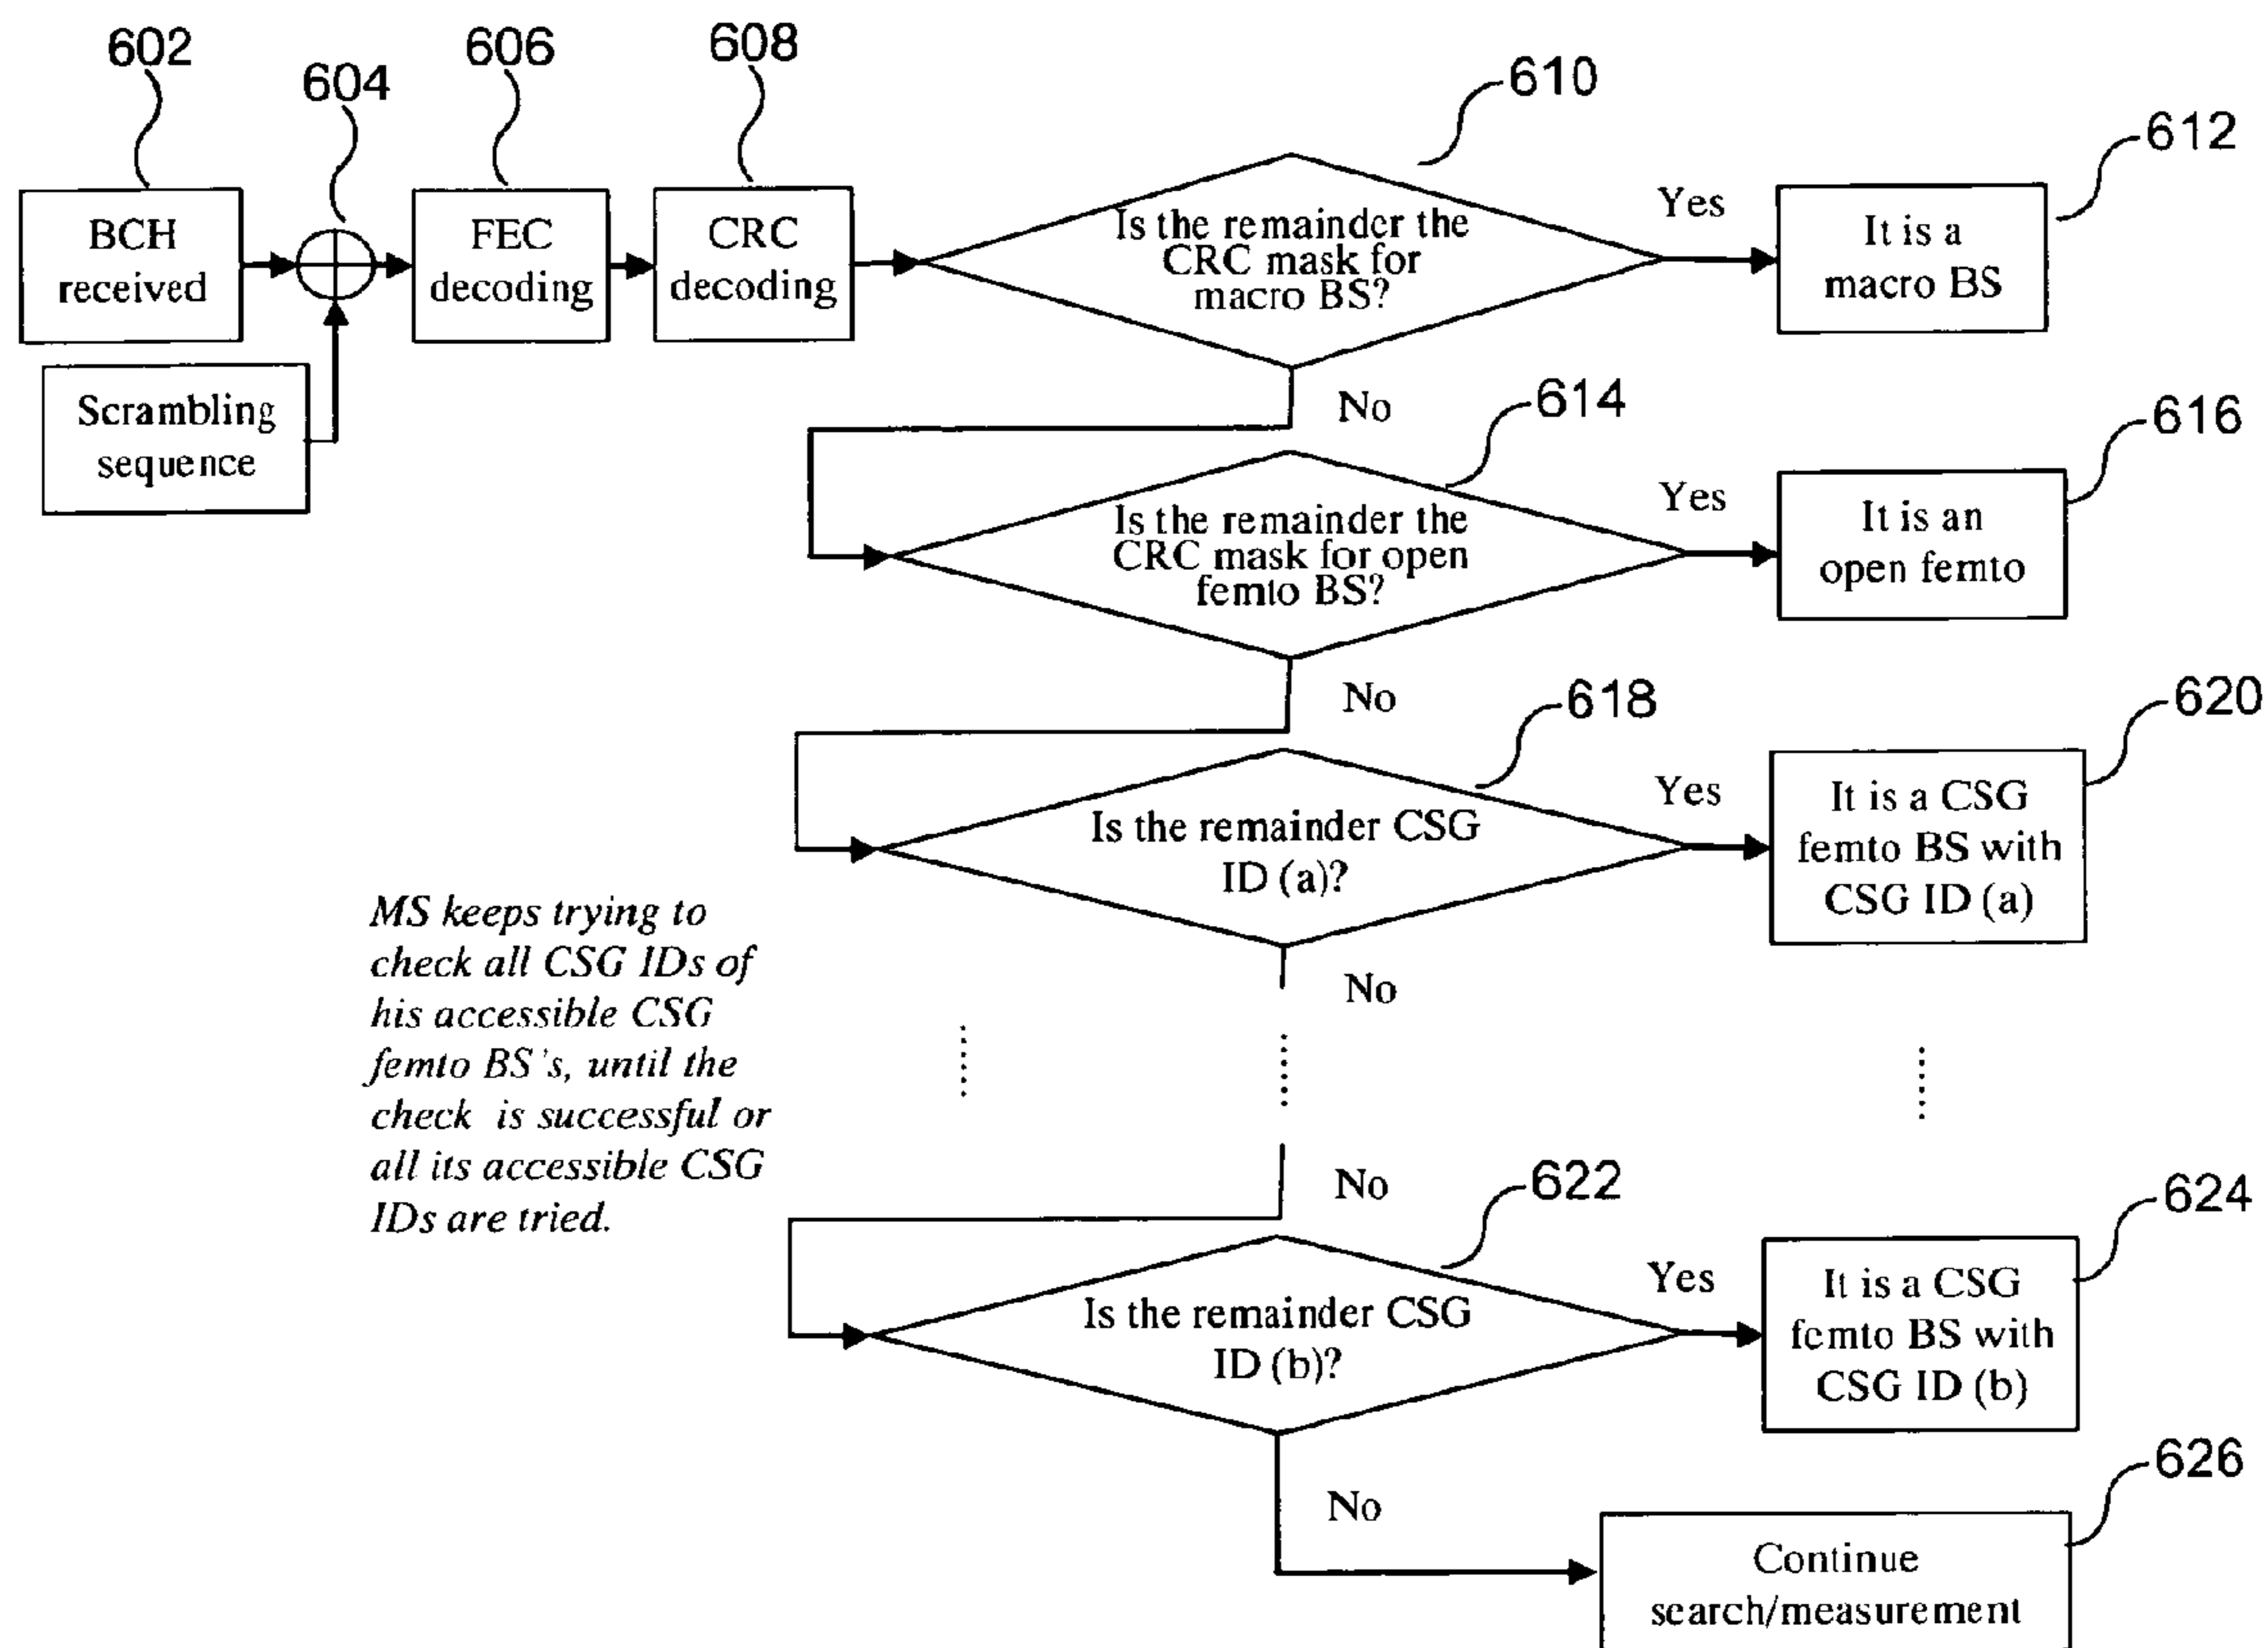 602
604
606
608
610
612
BCH
received
FEC
decoding
CRC
decoding
Is the remainder the
CRC mask for
macro BS?
Yes
It is a
macro BS
Scrambling
sequence
No
614
616
Is the remainder the
CRC mask for open
femto BS?
Yes
It is an
open femto
No
618
620
Is the remainder CSG
ID (a)?
Yes
It is a CSG
femto BS with
CSG ID (a)
No
MS keeps trying to
check all CSG IDs of
his accessible CSG
femto BS's, until the
check is successful or
all its accessible CSG
IDs are tried.
No
622
624
Is the remainder CSG
ID (b)?
Yes
It is a CSG
femto BS with
CSG ID (b)
No
626
Continue
search/measurement